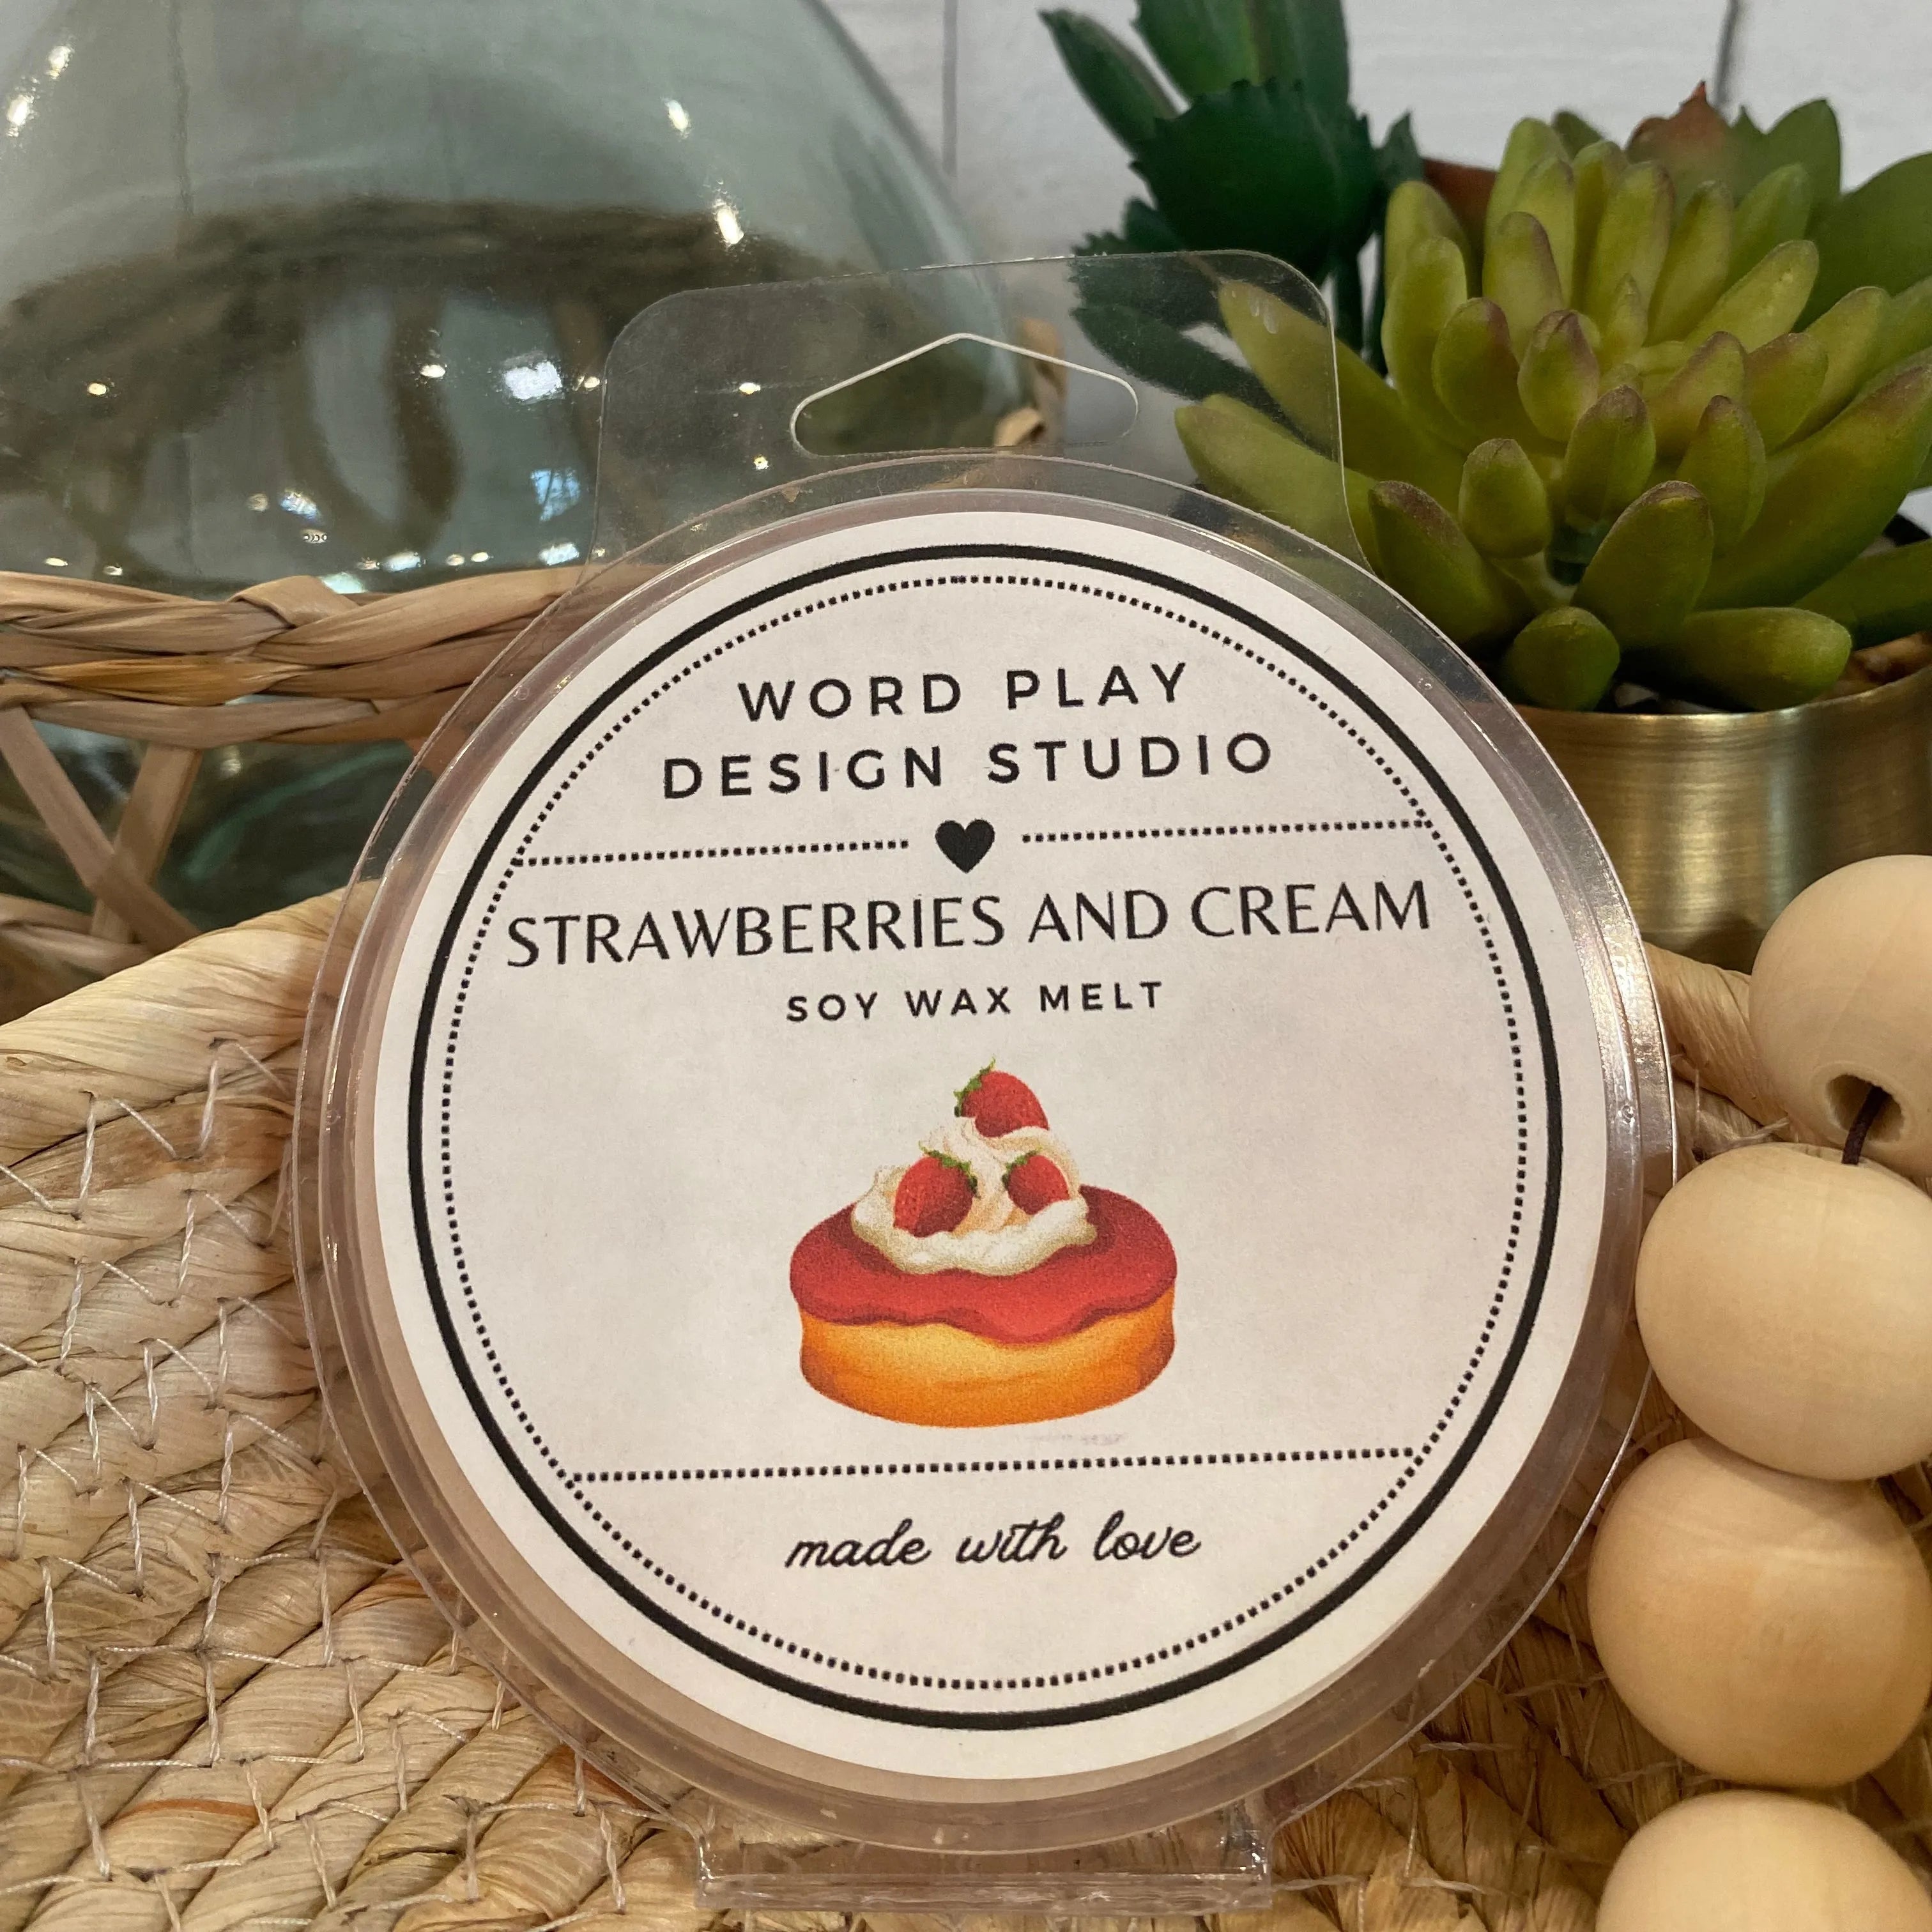 WORD PLAY
DESIGN STUDIO
STRAWBERRIES AND CREAM
SOY WAX MELT
made with love